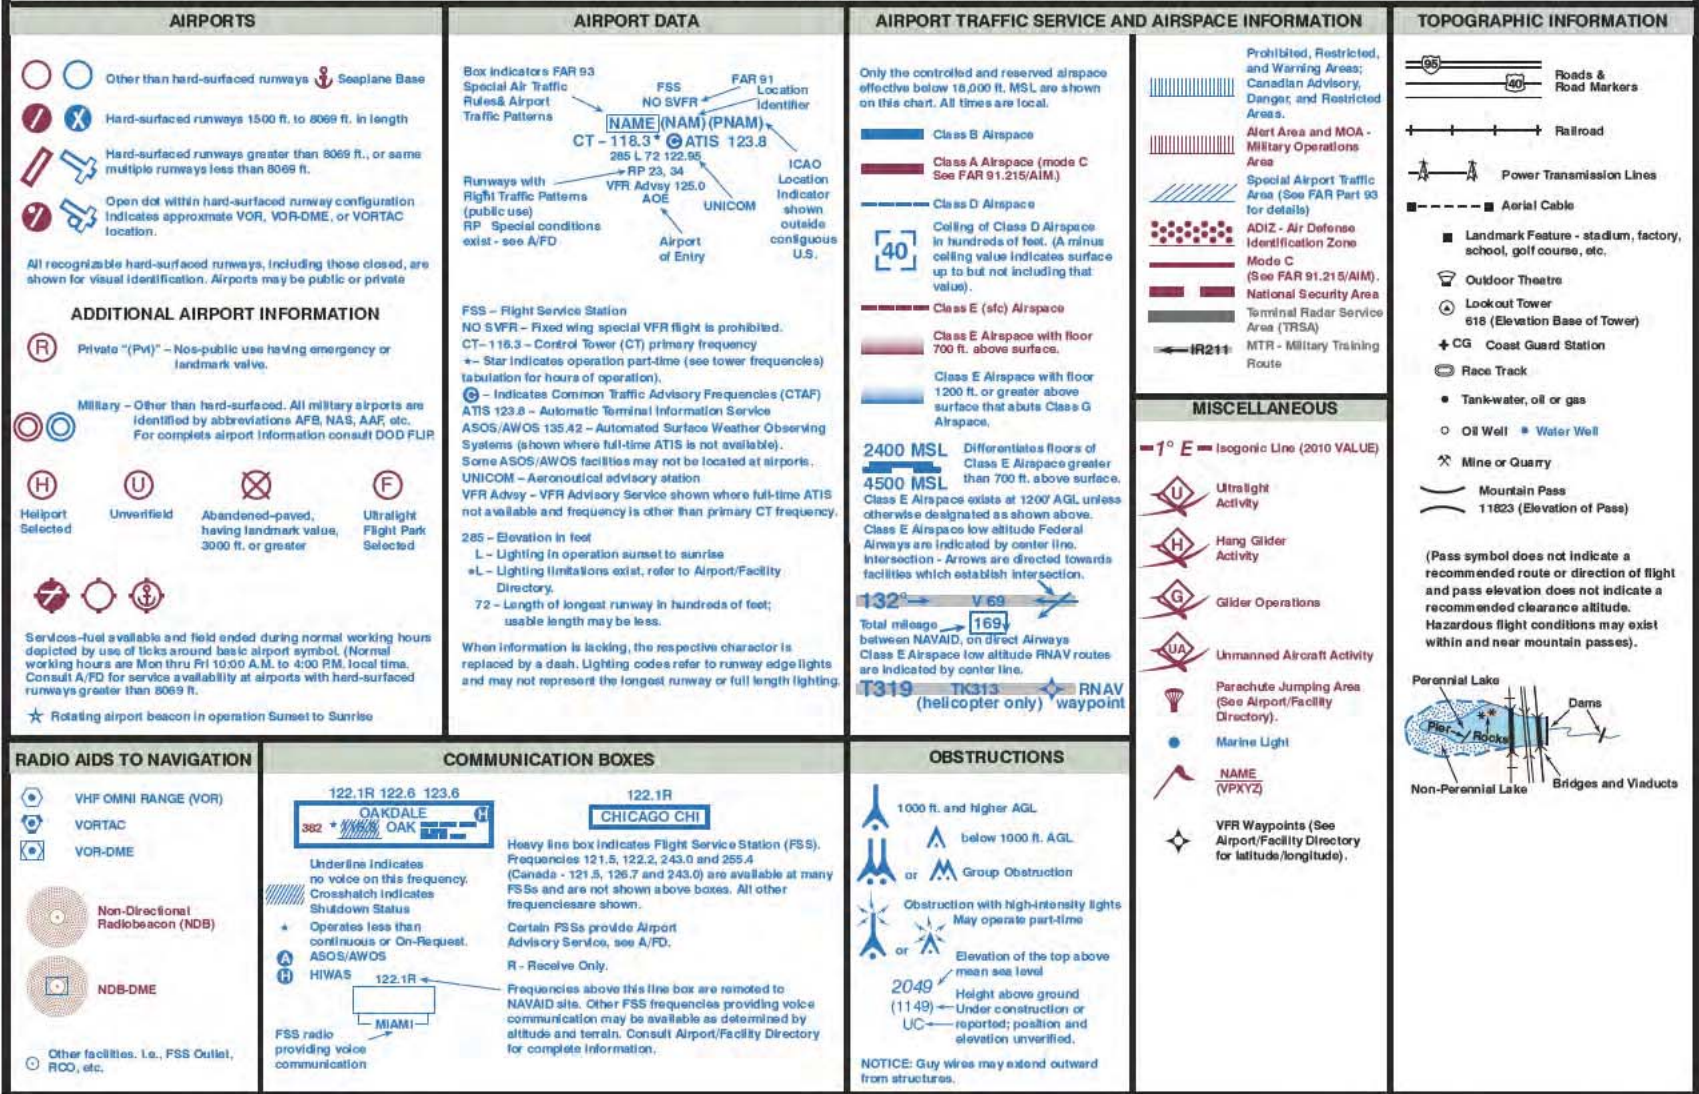 AIRPORTS
Other than hard-surfaced runways
Seaplane Base
Hard-surfaced runways 1500 ft. to 8069 ft. in length
Hard-surfaced runways greater than 8069 ft., or same
multiple runways less than 8069 ft.
Open dot within hard-surfaced runway configuration
indicates approxmate VOR, VOR-DME, or VORTAC
location.
All recognizable hard-surfaced runways, including those closed, are
shown for visual identification. Airports may be public or private
ADDITIONAL AIRPORT INFORMATION
R
Private "(Pvt)" – Nos-public use having emergency or
landmark valve.
Military – Other than hard-surfaced. All military airports are
identified by abbreviations AFB, NAS, AAF, etc.
For complets airport information consult DOD FLIP.
H
U
F
Heliport
Selected
Unverifield
Abandoned-paved,
having landmark value,
3000 ft. or greater
Ultralight
Flight Park
Selected
Services-fuel available and field ended during normal working hours
depicted by use of ticks around basic airport symbol. (Normal
working hours are Mon thru Fri 10:00 A.M. to 4:00 P.M. local time.
Consult A/FD for service availability at airports with hard-surfaced
runways greater than 8069 ft.
Rotating airport beacon in operation Sunset to Sunrise
AIRPORT DATA
Box indicators FAR 93
Special Air Traffic
Rules& Airport
Traffic Patterns
FSS
NO SVFR
FAR 91
Location
Identifier
NAME (NAM) (PNAM)
CT – 118.3 * C ATIS 123.8
285 L 72 122.95
RP 23, 34
VFR Advsy 125.0
AOE
Runways with
Right Traffic Patterns
(public use)
RP Special conditions
exist - see A/FD
Airport
of Entry
UNICOM
ICAO
Location
Indicator
shown
outside
contiguous
U.S.
FSS – Flight Service Station
NO SVFR – Fixed wing special VFR flight is prohibited.
CT– 118.3 – Control Tower (CT) primary frequency
★– Star indicates operation part-time (see tower frequencies)
tabulation for hours of operation).
C – Indicates Common Traffic Advisory Frequencies (CTAF)
ATIS 123.8 – Automatic Terminal Information Service
ASOS/AWOS 135.42 – Automated Surface Weather Observing
Systems (shown where full-time ATIS is not available).
Some ASOS/AWOS facilities may not be located at airports.
UNICOM – Aeronoutical advisory station
VFR Advsy – VFR Advisory Service shown where full-time ATIS
not available and frequency is other than primary CT frequency.
285 – Elevation in feet
L – Lighting in operation sunset to sunrise
*L – Lighting limitations exist, refer to Airport/Facility
Directory.
72 – Length of longest runway in hundreds of feet;
usable length may be less.
When information is lacking, the respective charactor is
replaced by a dash. Lighting codes refer to runway edge lights
and may not represent the longest runway or full length lighting.
AIRPORT TRAFFIC SERVICE AND AIRSPACE INFORMATION
Only the controlled and reserved airspace
effective below 18,000 ft. MSL are shown
on this chart. All times are local.
Class B Airspace
Class A Airspace (mode C
See FAR 91.215/AIM.)
Class D Airspace
40
Ceiling of Class D Airspace
in hundreds of feet. (A minus
ceiling value indicates surface
up to but not including that
value).
Class E (sfc) Airspace
Class E Airspace with floor
700 ft. above surface.
Class E Airspace with floor
1200 ft. or greater above
surface that abuts Class G
Airspace.
2400 MSL
4500 MSL
Differentiates floors of
Class E Airspace greater
than 700 ft. above surface.
Class E Airspace exists at 1200' AGL unless
otherwise designated as shown above.
Class E Airspace low altitude Federal
Airways are indicated by center line.
Intersection - Arrows are directed towards
facilities which establish intersection.
132° V 69
Total mileage 169
between NAVAID, on direct Airways
Class E Airspace low altitude RNAV routes
are indicated by center line.
T319 TK313 RNAV
(helicopter only) waypoint
Prohibited, Restricted,
and Warning Areas;
Canadian Advisory,
Danger, and Restricted
Areas.
Alert Area and MOA -
Military Operations
Area
Special Airport Traffic
Area (See FAR Part 93
for details)
ADIZ - Air Defense
Identification Zone
Mode C
(See FAR 91.215/AIM).
National Security Area
Terminal Radar Service
Area (TRSA)
IR211
MTR - Military Training
Route
MISCELLANEOUS
1° E
Isogonic Line (2010 VALUE)
U
Ultralight
Activity
H
Hang Glider
Activity
G
Glider Operations
UA
Unmanned Aircraft Activity
Parachute Jumping Area
(See Airport/Facility
Directory).
Marine Light
NAME
(VPXYZ)
VFR Waypoints (See
Airport/Facility Directory
for latitude/longitude).
TOPOGRAPHIC INFORMATION
95
40
Roads &
Road Markers
Railroad
Power Transmission Lines
Aerial Cable
Landmark Feature - stadium, factory,
school, golf course, etc.
Outdoor Theatre
Lookout Tower
618 (Elevation Base of Tower)
CG Coast Guard Station
Race Track
Tank-water, oil or gas
Oil Well
Water Well
Mine or Quarry
Mountain Pass
11823 (Elevation of Pass)
(Pass symbol does not indicate a
recommended route or direction of flight
and pass elevation does not indicate a
recommended clearance altitude.
Hazardous flight conditions may exist
within and near mountain passes).
Perennial Lake
Dams
Pier
Rocks
Non-Perennial Lake
Bridges and Viaducts
RADIO AIDS TO NAVIGATION
VHF OMNI RANGE (VOR)
VORTAC
VOR-DME
Non-Directional
Radiobeacon (NDB)
NDB-DME
Other facilities. i.e., FSS Outlet,
RCO, etc.
COMMUNICATION BOXES
122.1R 122.6 123.6
OAKDALE H
382 * OAK
Underline indicates
no voice on this frequency.
Crosshatch indicates
Shutdown Status
Operates less than
continuous or On-Request.
A ASOS/AWOS
H HIWAS
122.1R
MIAMI
FSS radio
providing voice
communication
122.1R
CHICAGO CHI
Heavy line box indicates Flight Service Station (FSS).
Frequencies 121.5, 122.2, 243.0 and 255.4
(Canada - 121.5, 126.7 and 243.0) are available at many
FSSs and are not shown above boxes. All other
frequenciesare shown.
Certain FSSs provide Airport
Advisory Service, see A/FD.
R - Receive Only.
Frequencies above this line box are remoted to
NAVAID site. Other FSS frequencies providing voice
communication may be available as determined by
altitude and terrain. Consult Airport/Facility Directory
for complete information.
OBSTRUCTIONS
1000 ft. and higher AGL
below 1000 ft. AGL
or
Group Obstruction
Obstruction with high-intensity lights
May operate part-time
or
Elevation of the top above
mean sea level
2049
(1149)
UC
Height above ground
Under construction or
reported; position and
elevation unverified.
NOTICE: Guy wires may extend outward
from structures.